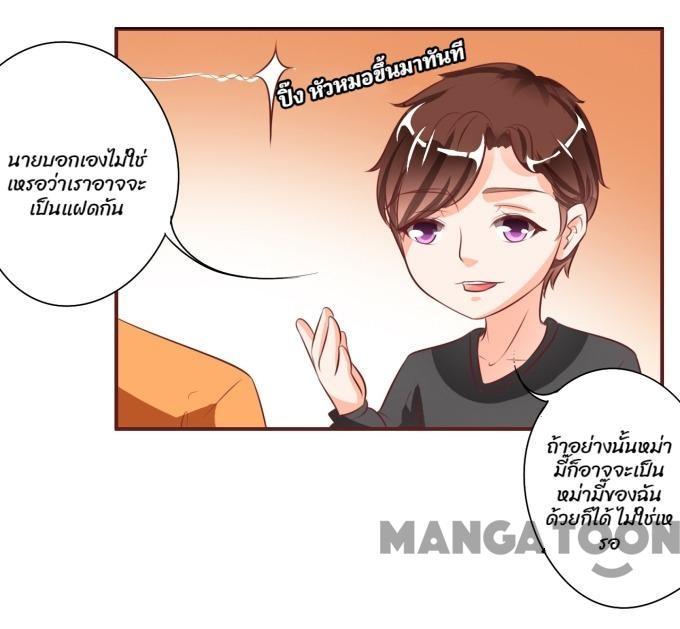 ปิ๊ง หัวหมอขึ้นมาทันที
นายบอกเองไม่ใช่
เหรอว่าเราอาจจะ
เป็นแฝดกัน
ถ้าอย่างนั้นหม่า
มี๊ก็อาจจะเป็น
หม่ามี๊ของฉัน
ด้วยก็ได้ ไม่ใช่เห
รอ
MANGATOON